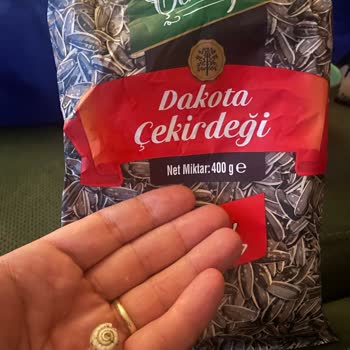 Dakota
Çekirdeği
Net Miktar: 400 g ℮